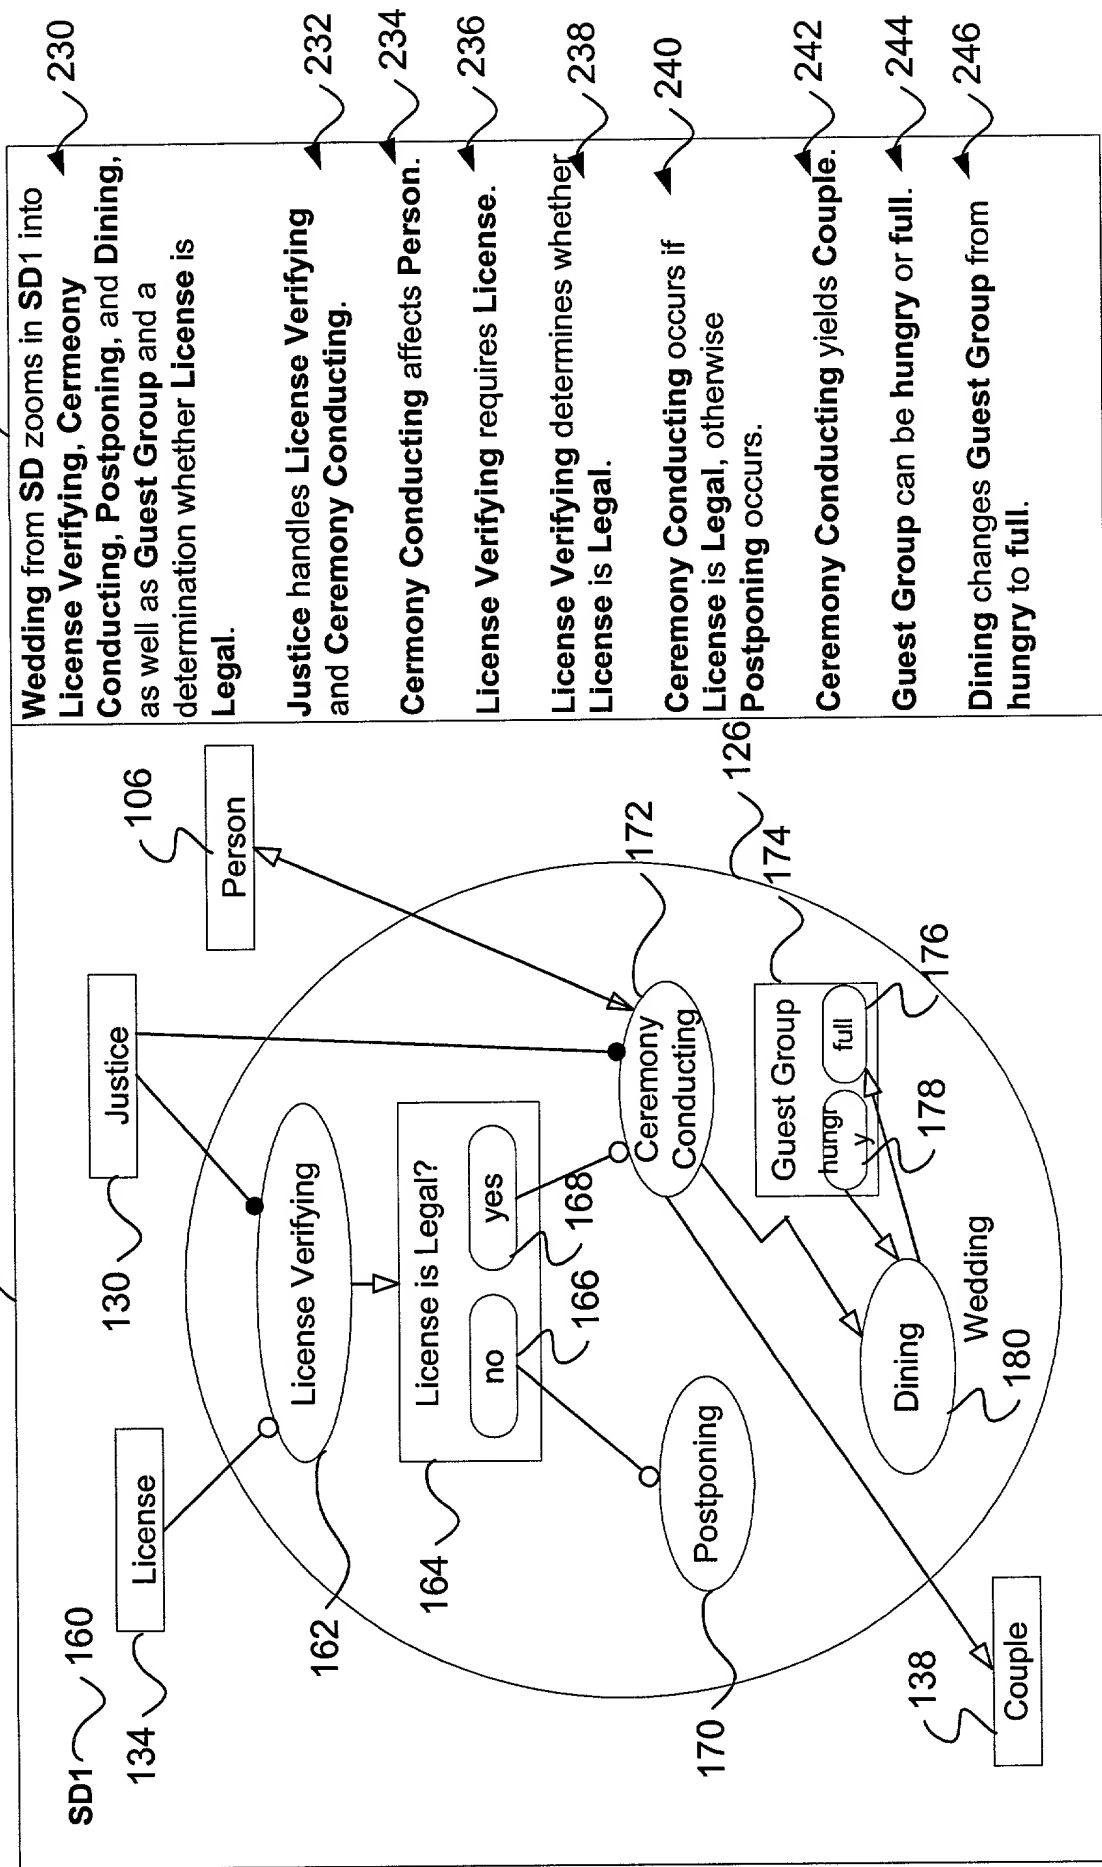 SD1 160
License
134
Justice
130
Person
106
License Verifying
162
License is Legal?
164
no
yes
166
168
Postponing
170
Ceremony
Conducting
172
126
174
Guest Group
hungr
y
full
176
178
Dining
180
Wedding
Couple
138
Wedding from SD zooms in SD1 into
License Verifying, Cermeony
Conducting, Postponing, and Dining,
as well as Guest Group and a
determination whether License is
Legal.
230
Justice handles License Verifying
and Ceremony Conducting.
232
Cermony Conducting affects Person.
234
License Verifying requires License.
236
License Verifying determines whether
License is Legal.
238
Ceremony Conducting occurs if
License is Legal, otherwise
Postponing occurs.
240
Ceremony Conducting yields Couple.
242
Guest Group can be hungry or full.
244
Dining changes Guest Group from
hungry to full.
246